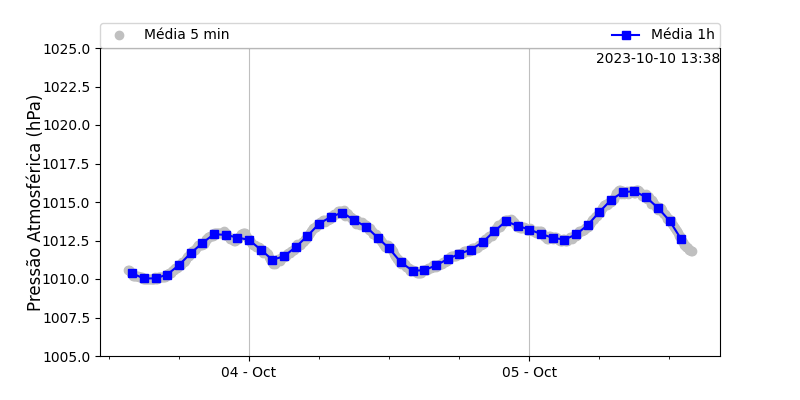 Média 5 min
Média 1h
2023-10-10 13:38
Pressão Atmosférica (hPa)
1025.0
1022.5
1020.0
1017.5
1015.0
1012.5
1010.0
1007.5
1005.0
04 - Oct
05 - Oct